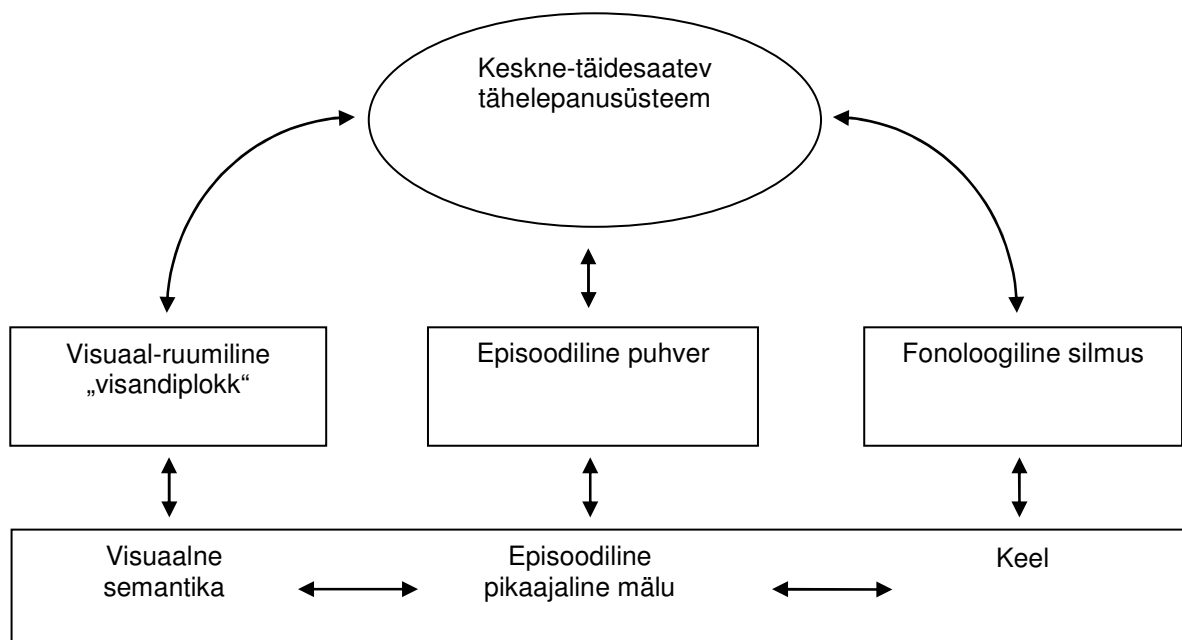 Keskne-täidesaatev
tähelepanusüsteem
Visuaal-ruumiline
„visandiplokk“
Episoodiline puhver
Fonoloogiline silmus
Visuaalne
semantika
Episoodiline
pikaajaline mälu
Keel